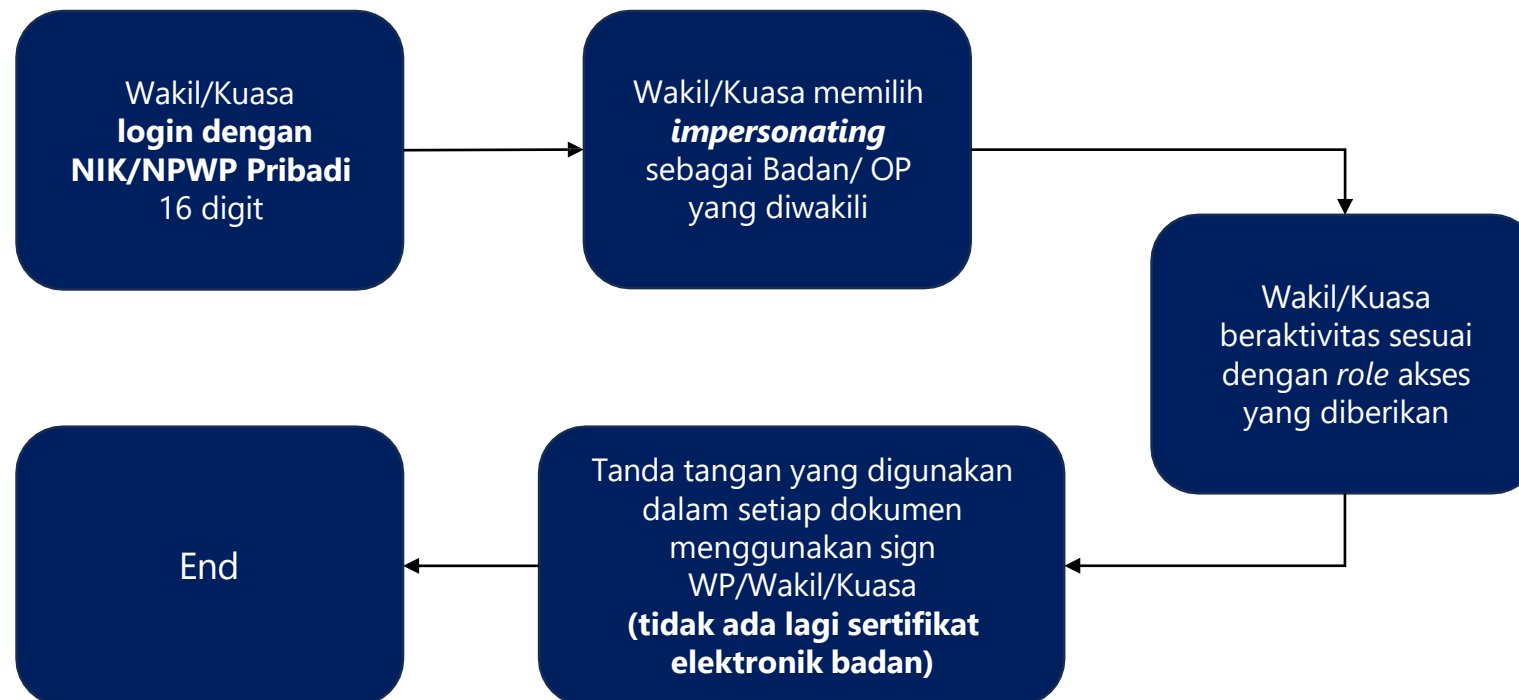 Wakil/Kuasa
login dengan
NIK/NPWP Pribadi
16 digit
Wakil/Kuasa memilih
impersonating
sebagai Badan/ OP
yang diwakili
Wakil/Kuasa
beraktivitas sesuai
dengan role akses
yang diberikan
Tanda tangan yang digunakan
dalam setiap dokumen
menggunakan sign
WP/Wakil/Kuasa
(tidak ada lagi sertifikat
elektronik badan)
End